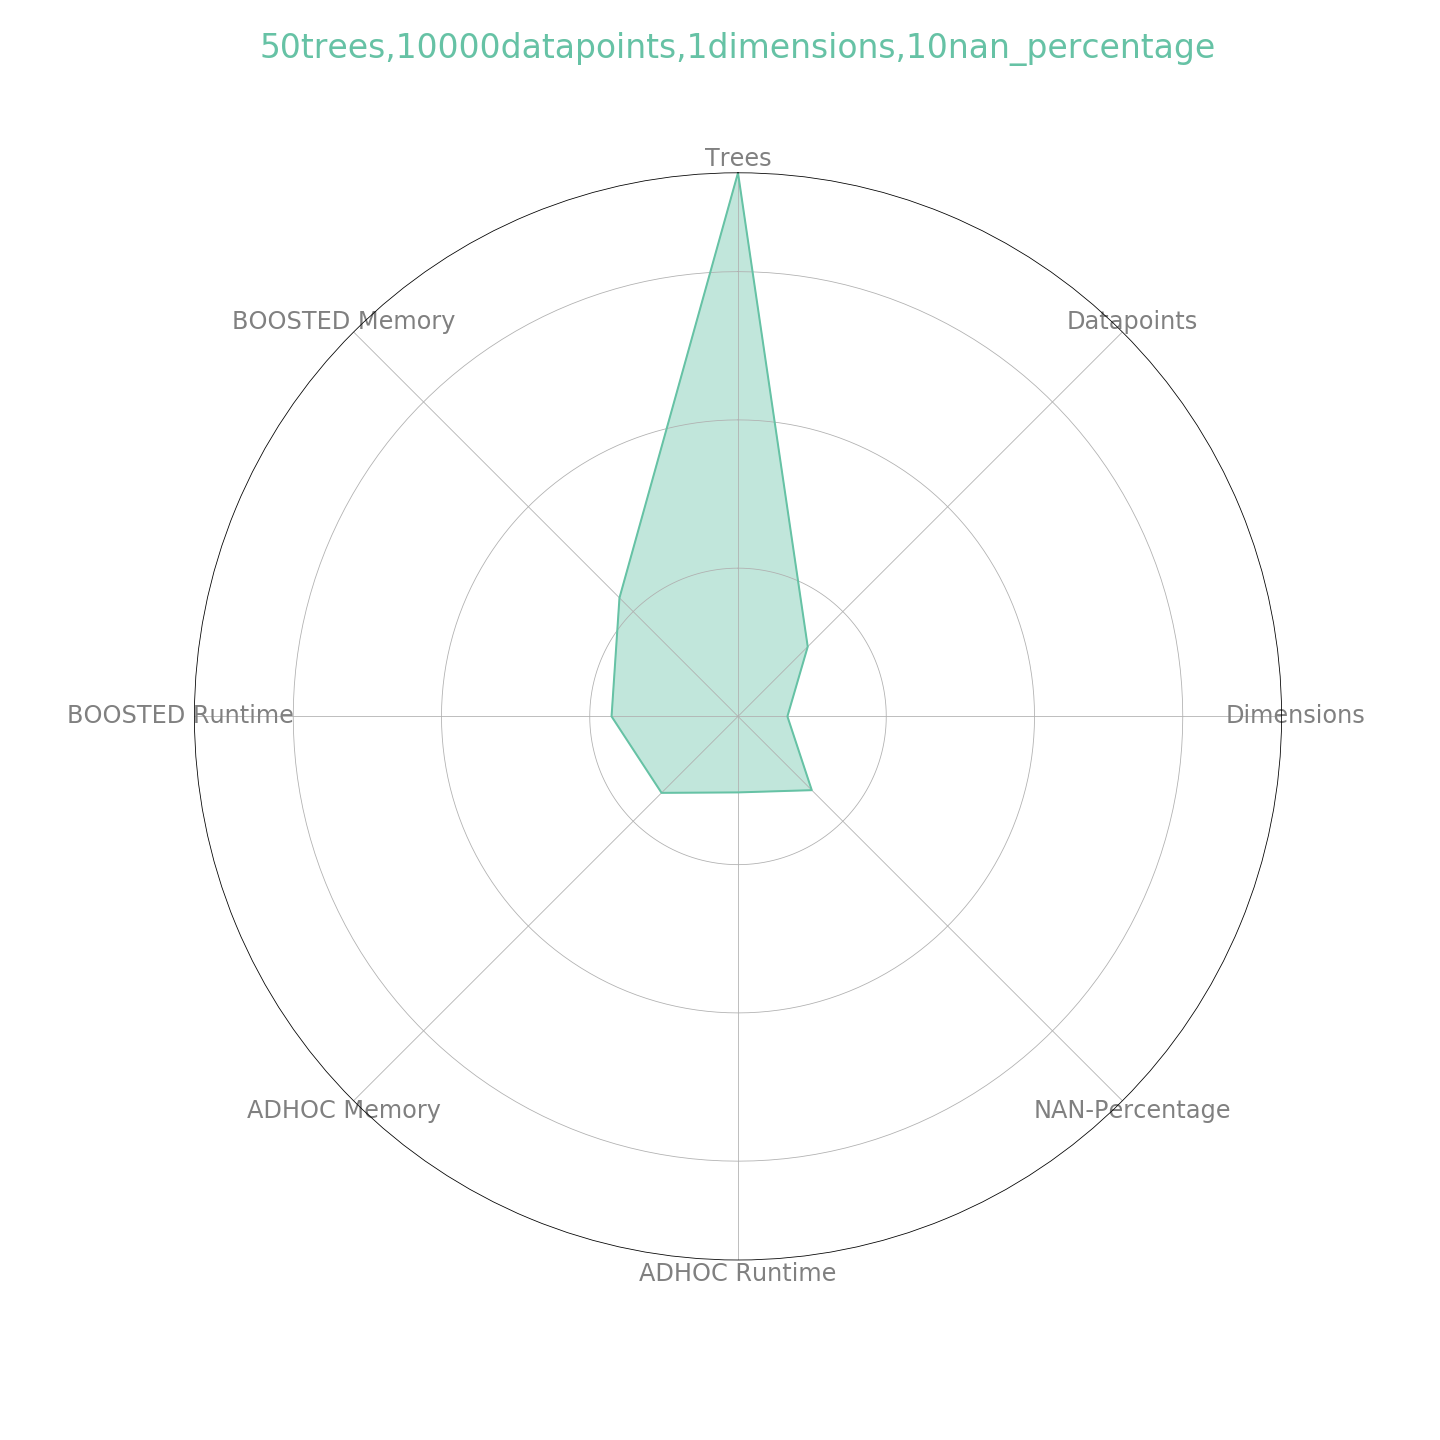 50trees,10000datapoints,1dimensions,10nan_percentage
Trees
BOOSTED Memory
Datapoints
BOOSTED Runtime
Dimensions
ADHOC Memory
NAN-Percentage
ADHOC Runtime